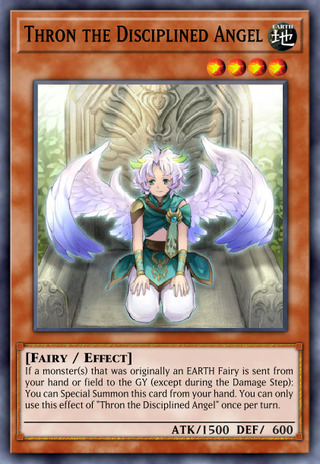 Thron the Disciplined Angel
EARTH
地
[Fairy / Effect]
If a monster(s) that was originally an EARTH Fairy is sent from
your hand or field to the GY (except during the Damage Step):
You can Special Summon this card from your hand. You can only
use this effect of "Thron the Disciplined Angel" once per turn.
ATK/1500 DEF/ 600